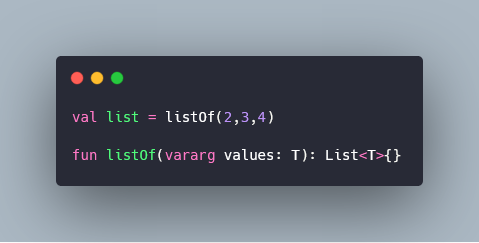 val list = listOf(2,3,4)
fun listOf(vararg values: T): List<T>{}